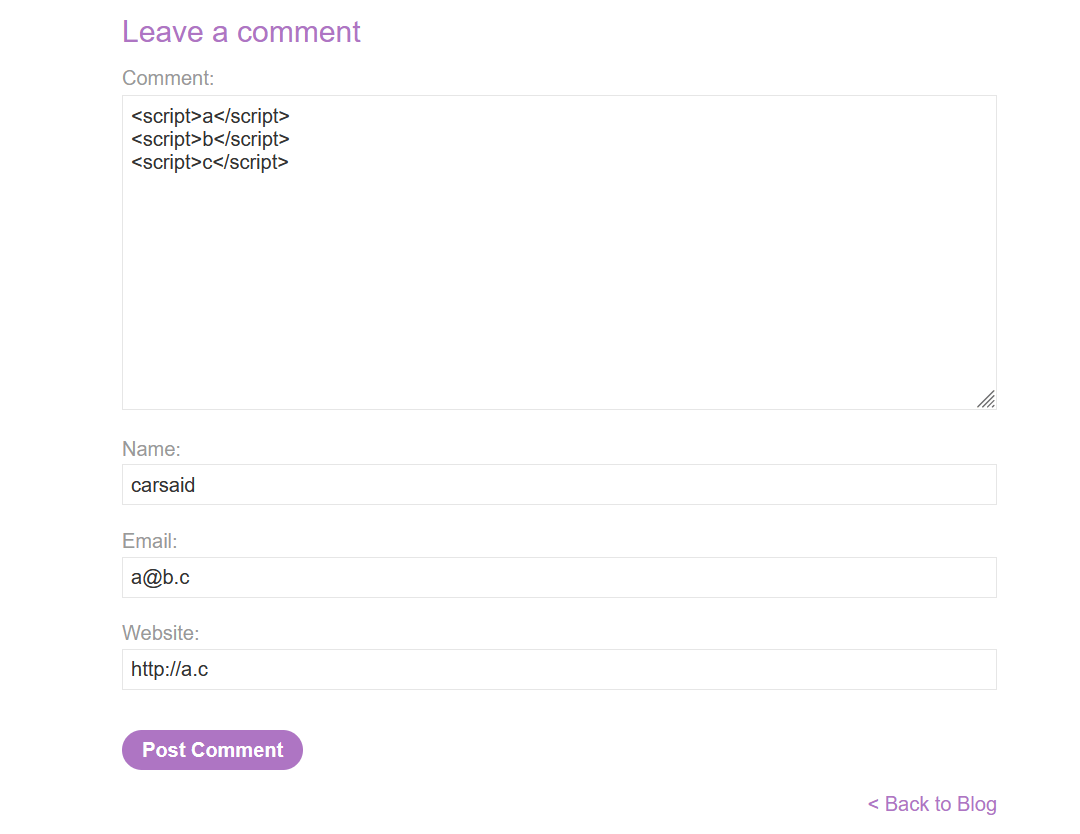 Leave a comment
Comment:
<script>a</script>
<script>b</script>
<script>c</script>
Name:
carsaid
Email:
a@b.c
Website:
http://a.c
Post Comment
< Back to Blog